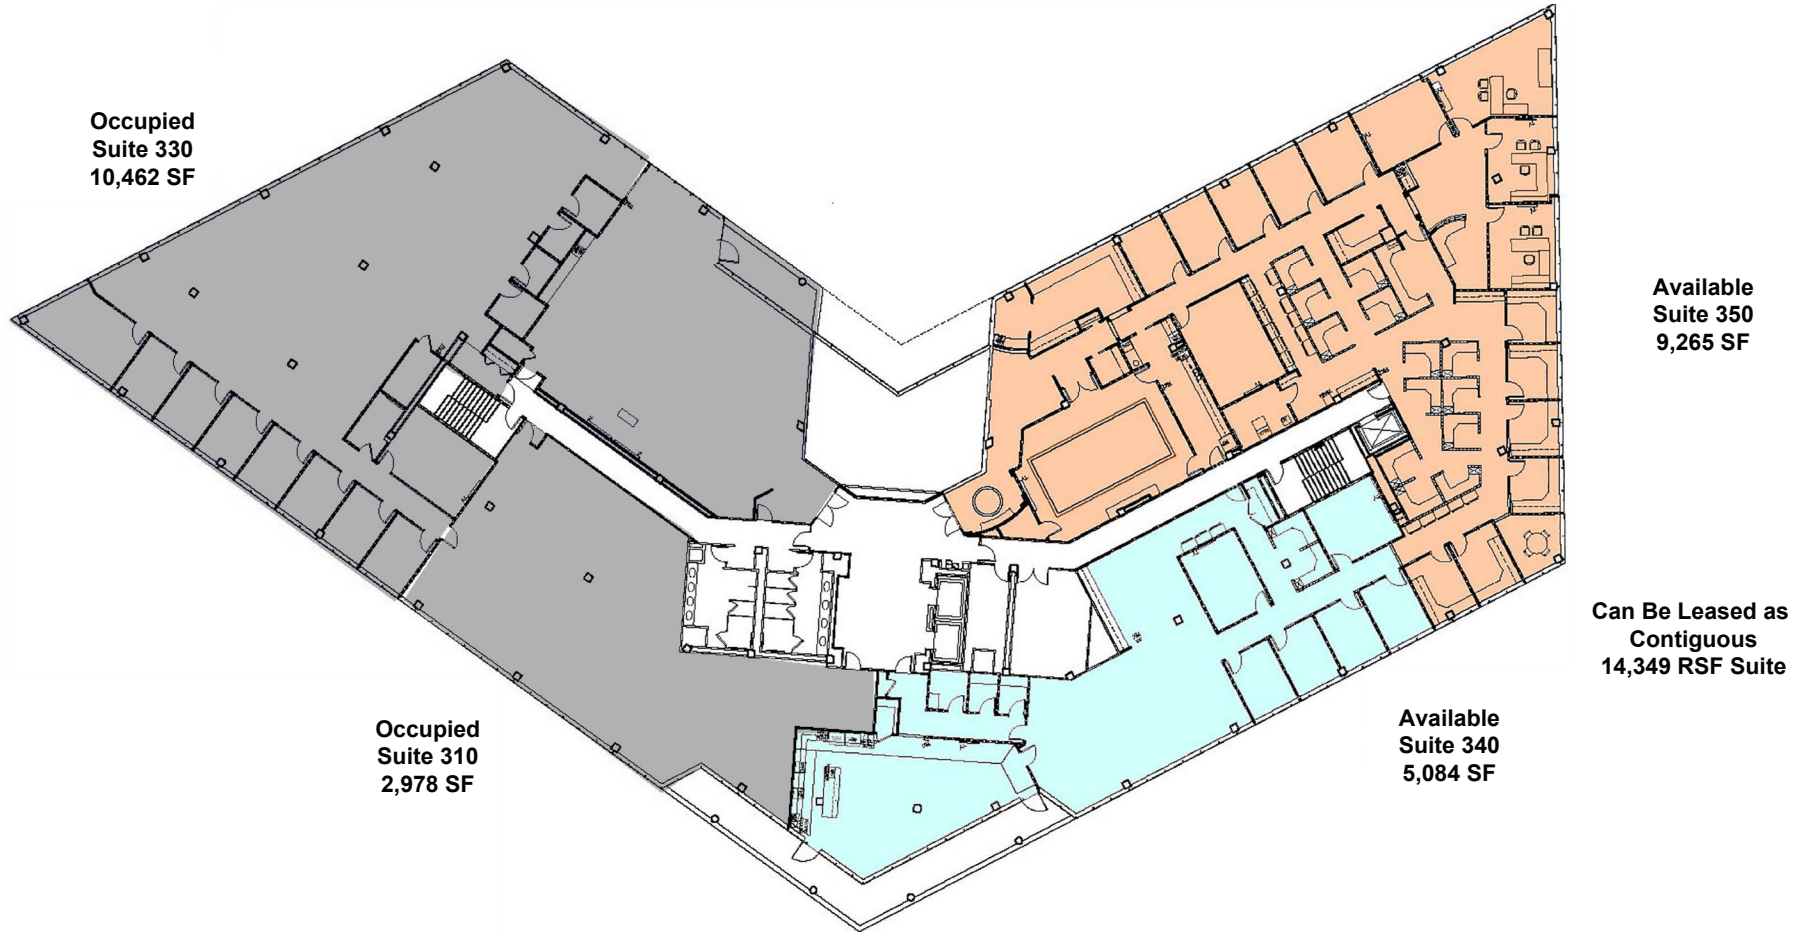 Occupied
Suite 330
10,462 SF
Available
Suite 350
9,265 SF
Can Be Leased as
Contiguous
14,349 RSF Suite
Available
Suite 340
5,084 SF
Occupied
Suite 310
2,978 SF